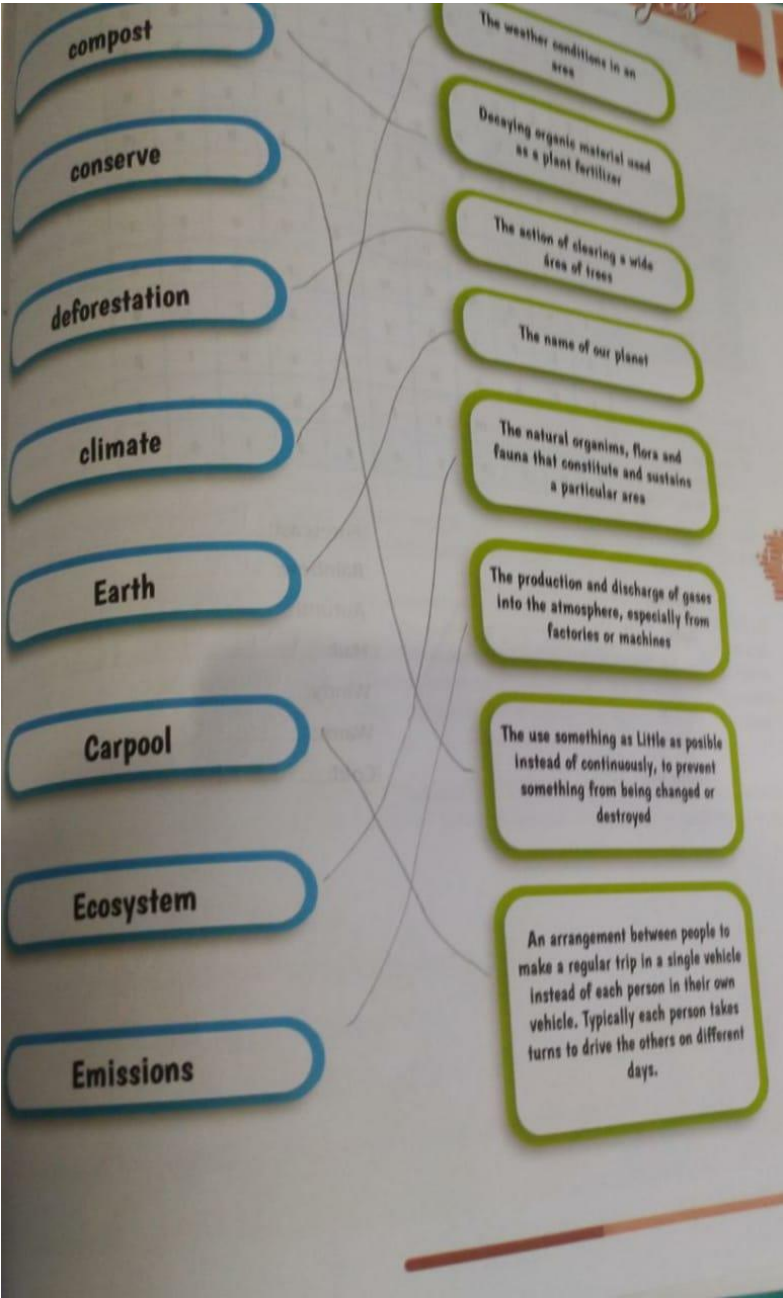 compost
conserve
deforestation
climate
Earth
Carpool
Ecosystem
Emissions
The weather conditions in an
area
Decaying organic material used
as a plant fertilizer
The action of clearing a wide
área of trees
The name of our planet
The natural organims, flora and
fauna that constitute and sustains
a particular area
The production and discharge of gases
into the atmosphere, especially from
factories or machines
The use something as Little as posible
instead of continuously, to prevent
something from being changed or
destroyed
An arrangement between people to
make a regular trip in a single vehicle
instead of each person in their own
vehicle. Typically each person takes
turns to drive the others on different
days.